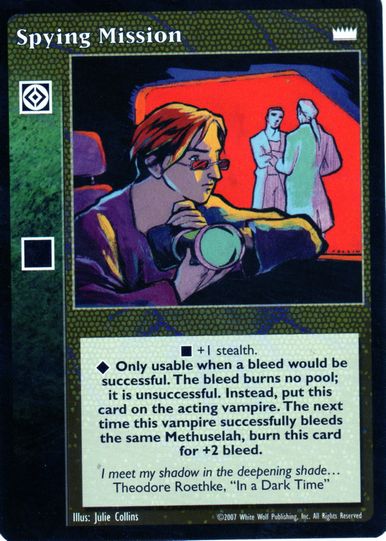 Spying Mission
+1 stealth.
Only usable when a bleed would be
successful. The bleed burns no pool;
it is unsuccessful. Instead, put this
card on the acting vampire. The next
time this vampire successfully bleeds
the same Methuselah, burn this card
for +2 bleed.
I meet my shadow in the deepening shade…
Theodore Roethke, "In a Dark Time"
Illus: Julie Collins
©2007 White Wolf Publishing, Inc. All Rights Reserved